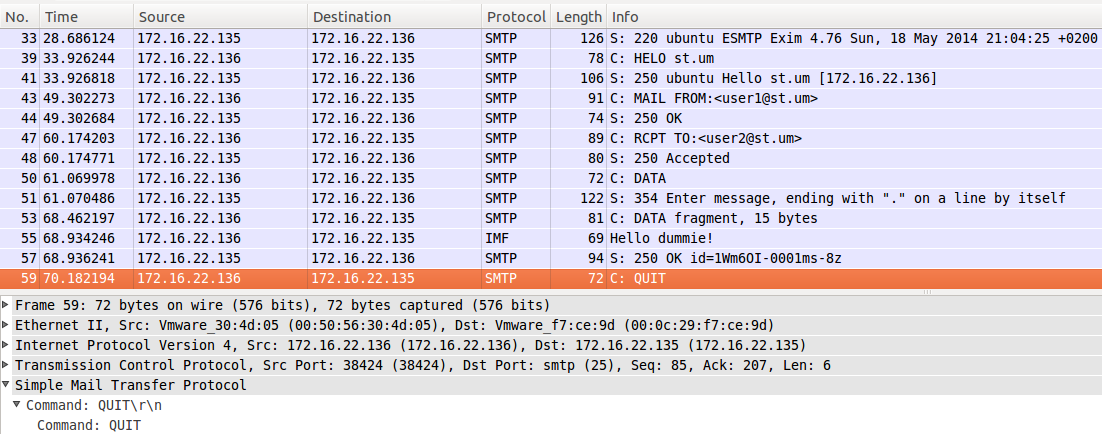 No. Time Source Destination Protocol Length Info
33 28.686124 172.16.22.135 172.16.22.136 SMTP 126 S: 220 ubuntu ESMTP Exim 4.76 Sun, 18 May 2014 21:04:25 +0200
39 33.926244 172.16.22.136 172.16.22.135 SMTP 78 C: HELO st.um
41 33.926818 172.16.22.135 172.16.22.136 SMTP 106 S: 250 ubuntu Hello st.um [172.16.22.136]
43 49.302273 172.16.22.136 172.16.22.135 SMTP 91 C: MAIL FROM:<user1@st.um>
44 49.302684 172.16.22.135 172.16.22.136 SMTP 74 S: 250 OK
47 60.174203 172.16.22.136 172.16.22.135 SMTP 89 C: RCPT TO:<user2@st.um>
48 60.174771 172.16.22.135 172.16.22.136 SMTP 80 S: 250 Accepted
50 61.069978 172.16.22.136 172.16.22.135 SMTP 72 C: DATA
51 61.070486 172.16.22.135 172.16.22.136 SMTP 122 S: 354 Enter message, ending with "." on a line by itself
53 68.462197 172.16.22.136 172.16.22.135 SMTP 81 C: DATA fragment, 15 bytes
55 68.934246 172.16.22.136 172.16.22.135 IMF 69 Hello dummie!
57 68.936241 172.16.22.135 172.16.22.136 SMTP 94 S: 250 OK id=1Wm6OI-0001ms-8z
59 70.182194 172.16.22.136 172.16.22.135 SMTP 72 C: QUIT
Frame 59: 72 bytes on wire (576 bits), 72 bytes captured (576 bits)
Ethernet II, Src: Vmware_30:4d:05 (00:50:56:30:4d:05), Dst: Vmware_f7:ce:9d (00:0c:29:f7:ce:9d)
Internet Protocol Version 4, Src: 172.16.22.136 (172.16.22.136), Dst: 172.16.22.135 (172.16.22.135)
Transmission Control Protocol, Src Port: 38424 (38424), Dst Port: smtp (25), Seq: 85, Ack: 207, Len: 6
Simple Mail Transfer Protocol
Command: QUIT\r\n
Command: QUIT